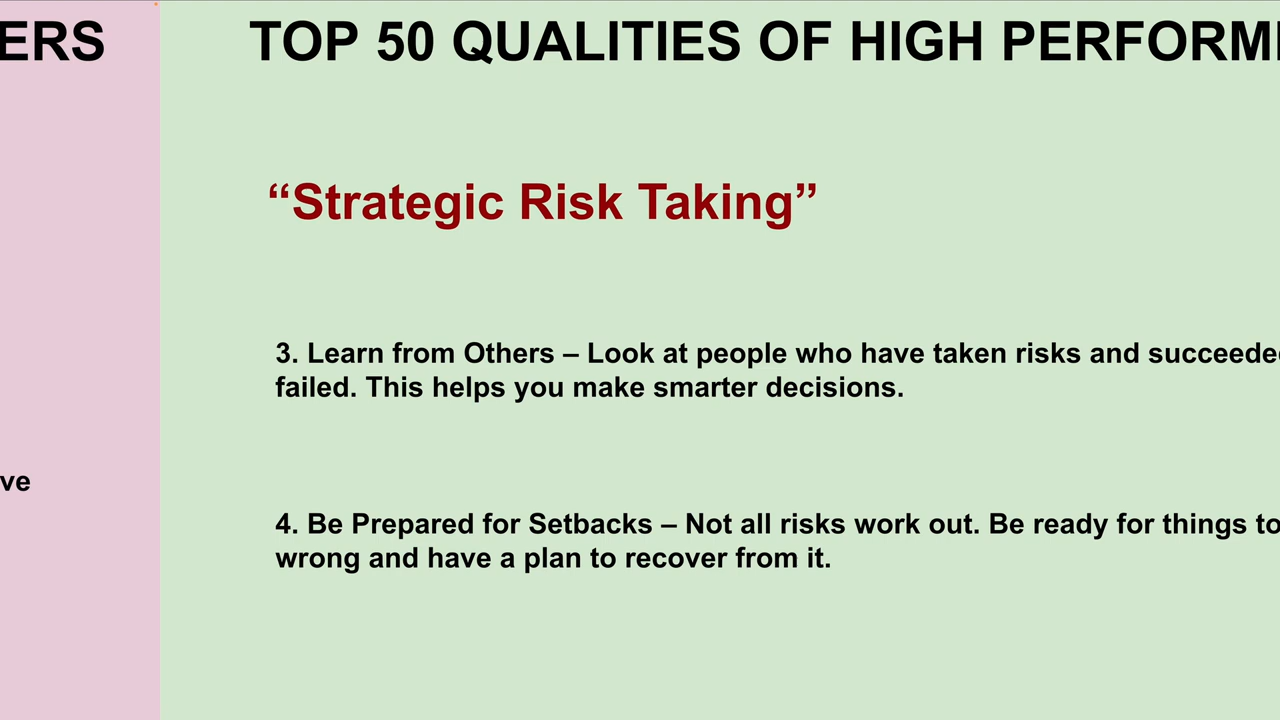 ERS
TOP 50 QUALITIES OF HIGH PERFORM
“Strategic Risk Taking”
3. Learn from Others – Look at people who have taken risks and succeede
failed. This helps you make smarter decisions.
ve
4. Be Prepared for Setbacks – Not all risks work out. Be ready for things to
wrong and have a plan to recover from it.